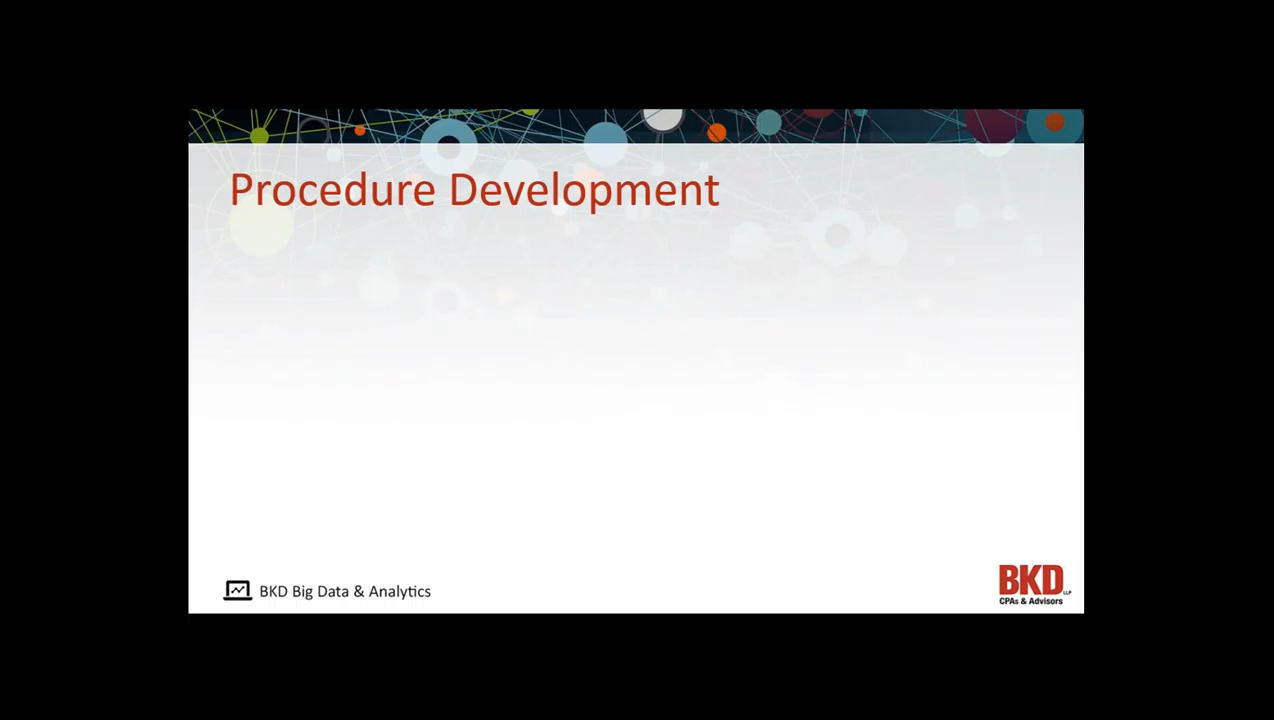 Procedure Development
BKD Big Data & Analytics
BKD LLP
CPAs & Advisors